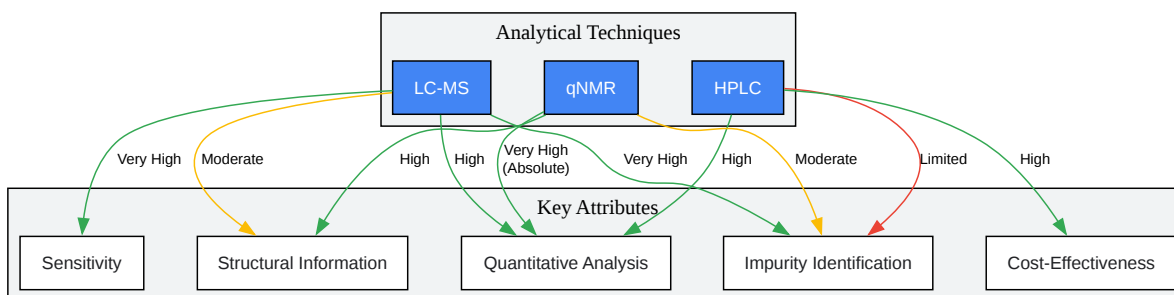 Analytical Techniques
LC-MS
qNMR
HPLC
Very High
Moderate
High
High
Very High
(Absolute)
Very High
High
Moderate
Limited
High
Key Attributes
Sensitivity
Structural Information
Quantitative Analysis
Impurity Identification
Cost-Effectiveness